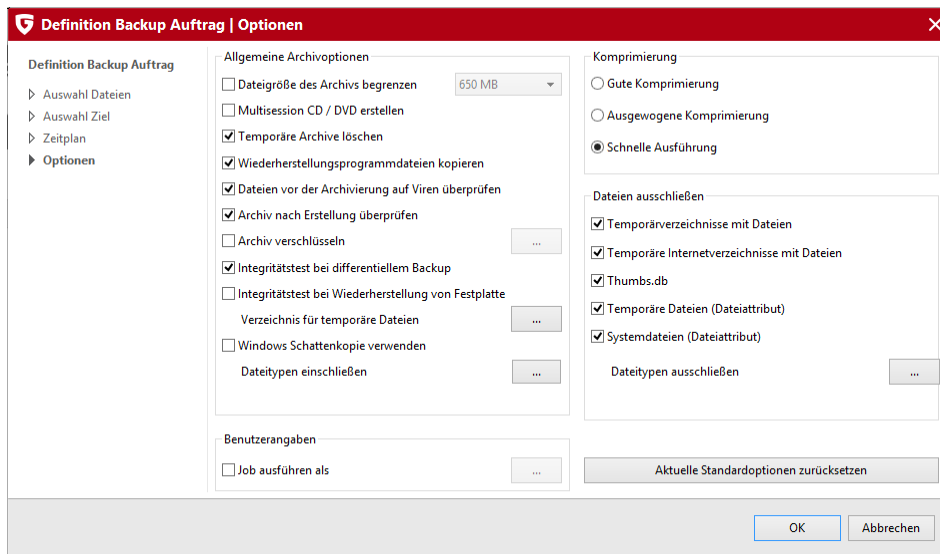 Definition Backup Auftrag | Optionen
Definition Backup Auftrag
Auswahl Dateien
Auswahl Ziel
Zeitplan
Optionen
Allgemeine Archivoptionen
Dateigröße des Archivs begrenzen
650 MB
Multisession CD / DVD erstellen
Temporäre Archive löschen
Wiederherstellungsprogrammdateien kopieren
Dateien vor der Archivierung auf Viren überprüfen
Archiv nach Erstellung überprüfen
Archiv verschlüsseln
...
Integritätstest bei differentiellem Backup
Integritätstest bei Wiederherstellung von Festplatte
Verzeichnis für temporäre Dateien
...
Windows Schattenkopie verwenden
Dateitypen einschließen
...
Benutzerangaben
Job ausführen als
...
Komprimierung
Gute Komprimierung
Ausgewogene Komprimierung
Schnelle Ausführung
Dateien ausschließen
Temporärverzeichnisse mit Dateien
Temporäre Internetverzeichnisse mit Dateien
Thumbs.db
Temporäre Dateien (Dateiattribut)
Systemdateien (Dateiattribut)
Dateitypen ausschließen
...
Aktuelle Standardoptionen zurücksetzen
OK
Abbrechen